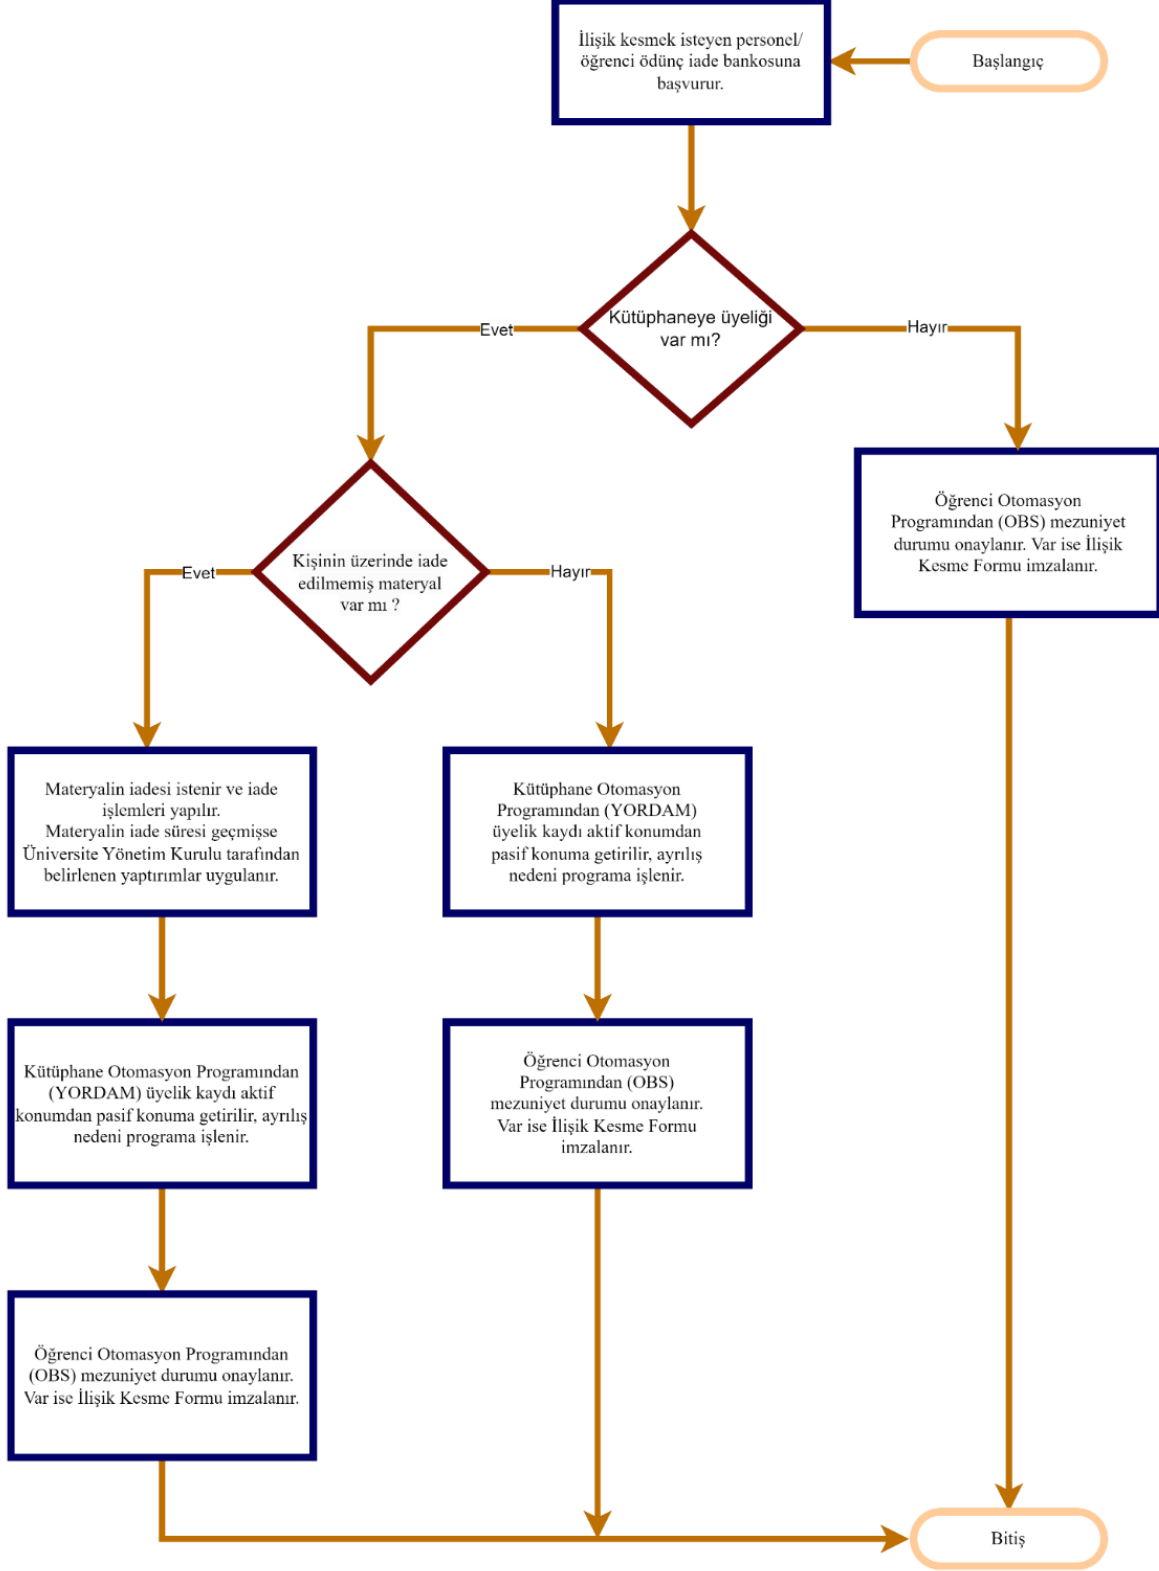 İlişik kesmek isteyen personel/
öğrenci ödünç iade bankosuna
başvurur.
Başlangıç
Kütüphaneye üyeliği
var mı?
Evet
Hayır
Öğrenci Otomasyon
Programından (OBS) mezuniyet
durumu onaylanır. Var ise İlişik
Kesme Formu imzalanır.
Kişinin üzerinde iade
edilmemiş materyal
var mı ?
Evet
Hayır
Materyalin iadesi istenir ve iade
işlemleri yapılır.
Materyalin iade süresi geçmişse
Üniversite Yönetim Kurulu tarafından
belirlenen yaptırımlar uygulanır.
Kütüphane Otomasyon
Programından (YORDAM)
üyelik kaydı aktif konumdan
pasif konuma getirilir, ayrılış
nedeni programa işlenir.
Kütüphane Otomasyon Programından
(YORDAM) üyelik kaydı aktif
konumdan pasif konuma getirilir, ayrılış
nedeni programa işlenir.
Öğrenci Otomasyon
Programından (OBS)
mezuniyet durumu onaylanır.
Var ise İlişik Kesme Formu
imzalanır.
Öğrenci Otomasyon Programından
(OBS) mezuniyet durumu onaylanır.
Var ise İlişik Kesme Formu imzalanır.
Bitiş